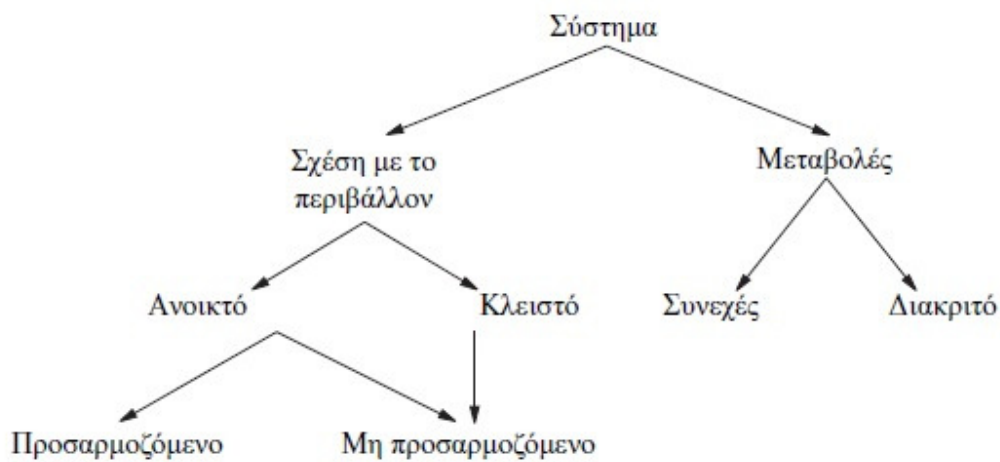 Σύστημα
Σχέση με το
περιβάλλον
Μεταβολές
Ανοικτό
Κλειστό
Συνεχές
Διακριτό
Προσαρμοζόμενο
Μη προσαρμοζόμενο